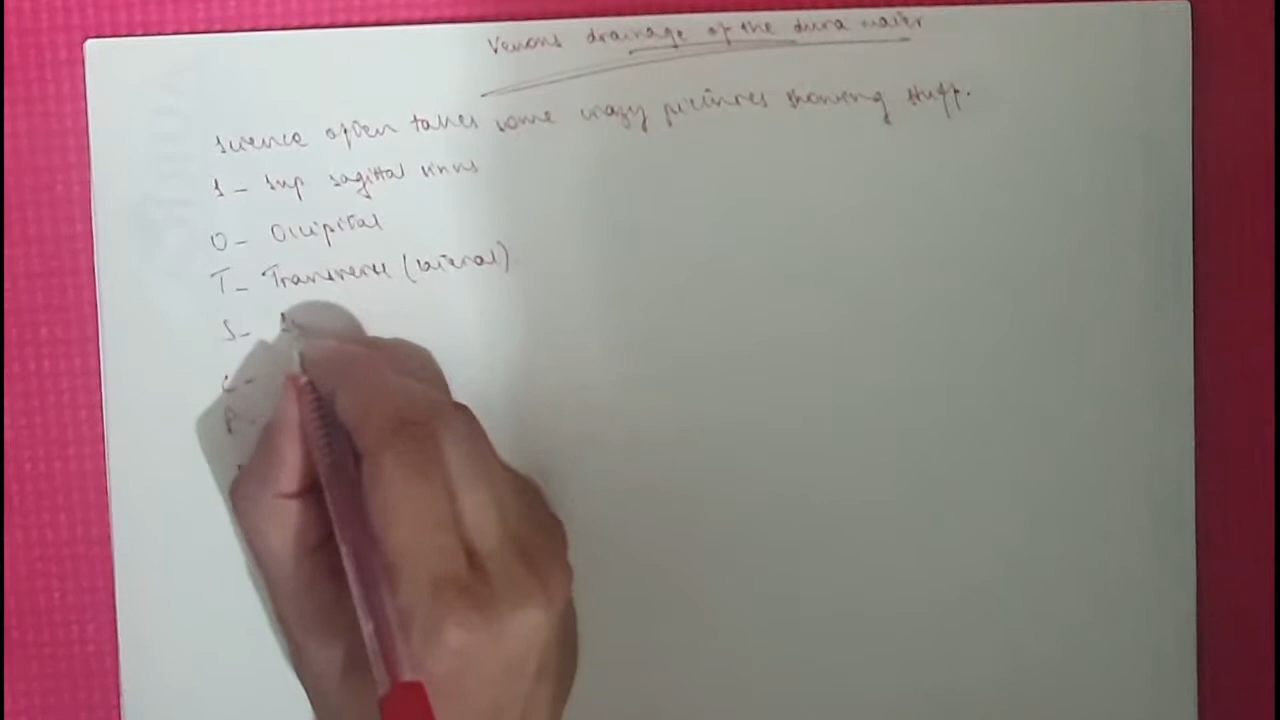 Venous drainage of the dura mater
science often takes some crazy pictures showing stuff.
S - Sup sagittal sinus
O - Occipital
T - Transverse (lateral)
S -
C -
P -